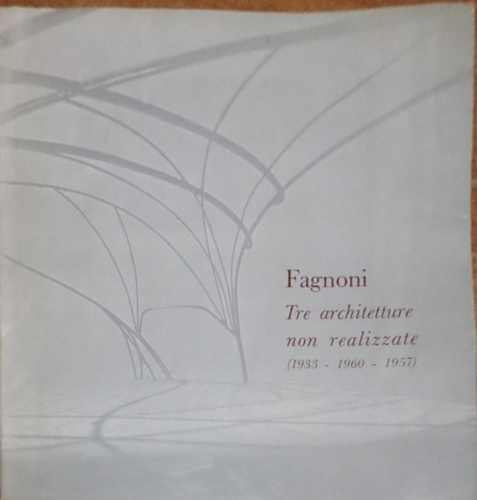 Fagnoni
Tre architetture
non realizzate
(1933 - 1960 - 1957)